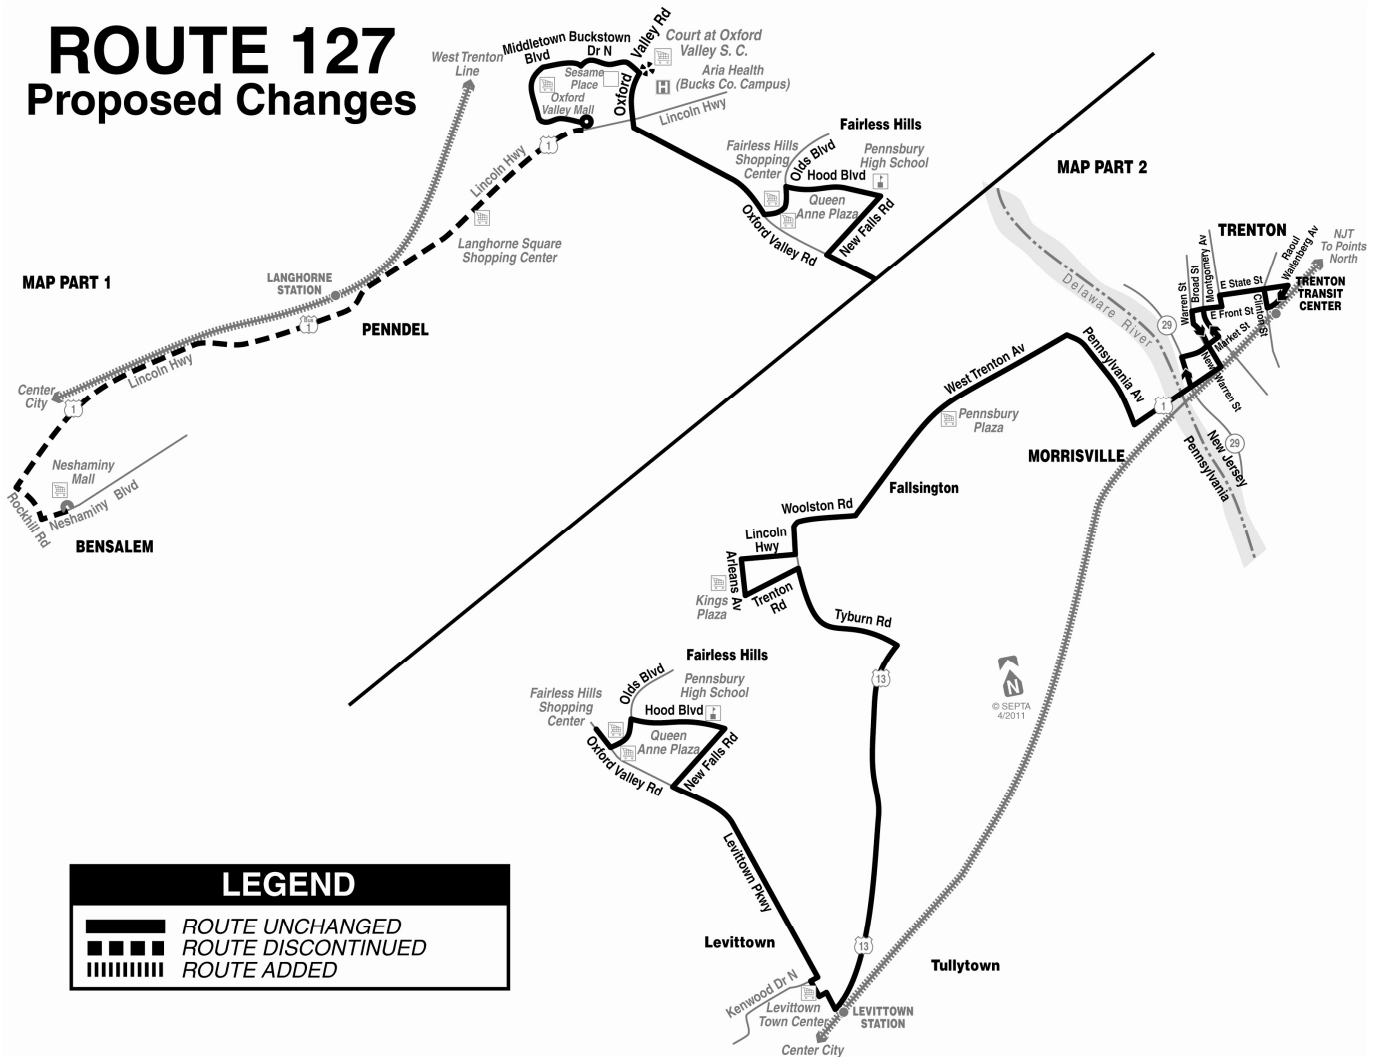 ROUTE 127
Proposed Changes
West Trenton
Line
Middletown
Blvd
Buckstown
Dr N
Valley Rd
Oxford
Court at Oxford
Valley S. C.
Sesame
Place
Oxford
Valley Mall
Aria Health
(Bucks Co. Campus)
H
Lincoln Hwy
1
Lincoln Hwy
Langhorne Square
Shopping Center
Fairless Hills
Fairless Hills
Shopping
Center
Olds Blvd
Hood Blvd
Pennsbury
High School
Queen
Anne Plaza
New Falls Rd
Oxford Valley Rd
MAP PART 1
LANGHORNE
STATION
Bus
1
PENNDEL
Lincoln Hwy
Center
City
1
Neshaminy
Mall
Neshaminy Blvd
Rockhill Rd
BENSALEM
MAP PART 2
TRENTON
NJT
To Points
North
Raoul
Wallenberg Av
TRENTON
TRANSIT
CENTER
Warren St
Broad St
Montgomery Av
E State St
E Front St
Clinton St
Market St
New Warren St
29
Delaware River
1
29
New Jersey
Pennsylvania
Pennsylvania Av
West Trenton Av
Pennsbury
Plaza
MORRISVILLE
Fallsington
Woolston Rd
Lincoln
Hwy
Arleans Av
Kings
Plaza
Trenton
Rd
Tyburn Rd
13
N
© SEPTA
4/2011
Fairless Hills
Fairless Hills
Shopping
Center
Olds Blvd
Pennsbury
High School
Hood Blvd
Queen
Anne Plaza
New Falls Rd
Oxford Valley Rd
Levittown Pkwy
Levittown
13
Tullytown
Kenwood Dr N
Levittown
Town Center
LEVITTOWN
STATION
Center City
LEGEND
ROUTE UNCHANGED
ROUTE DISCONTINUED
ROUTE ADDED